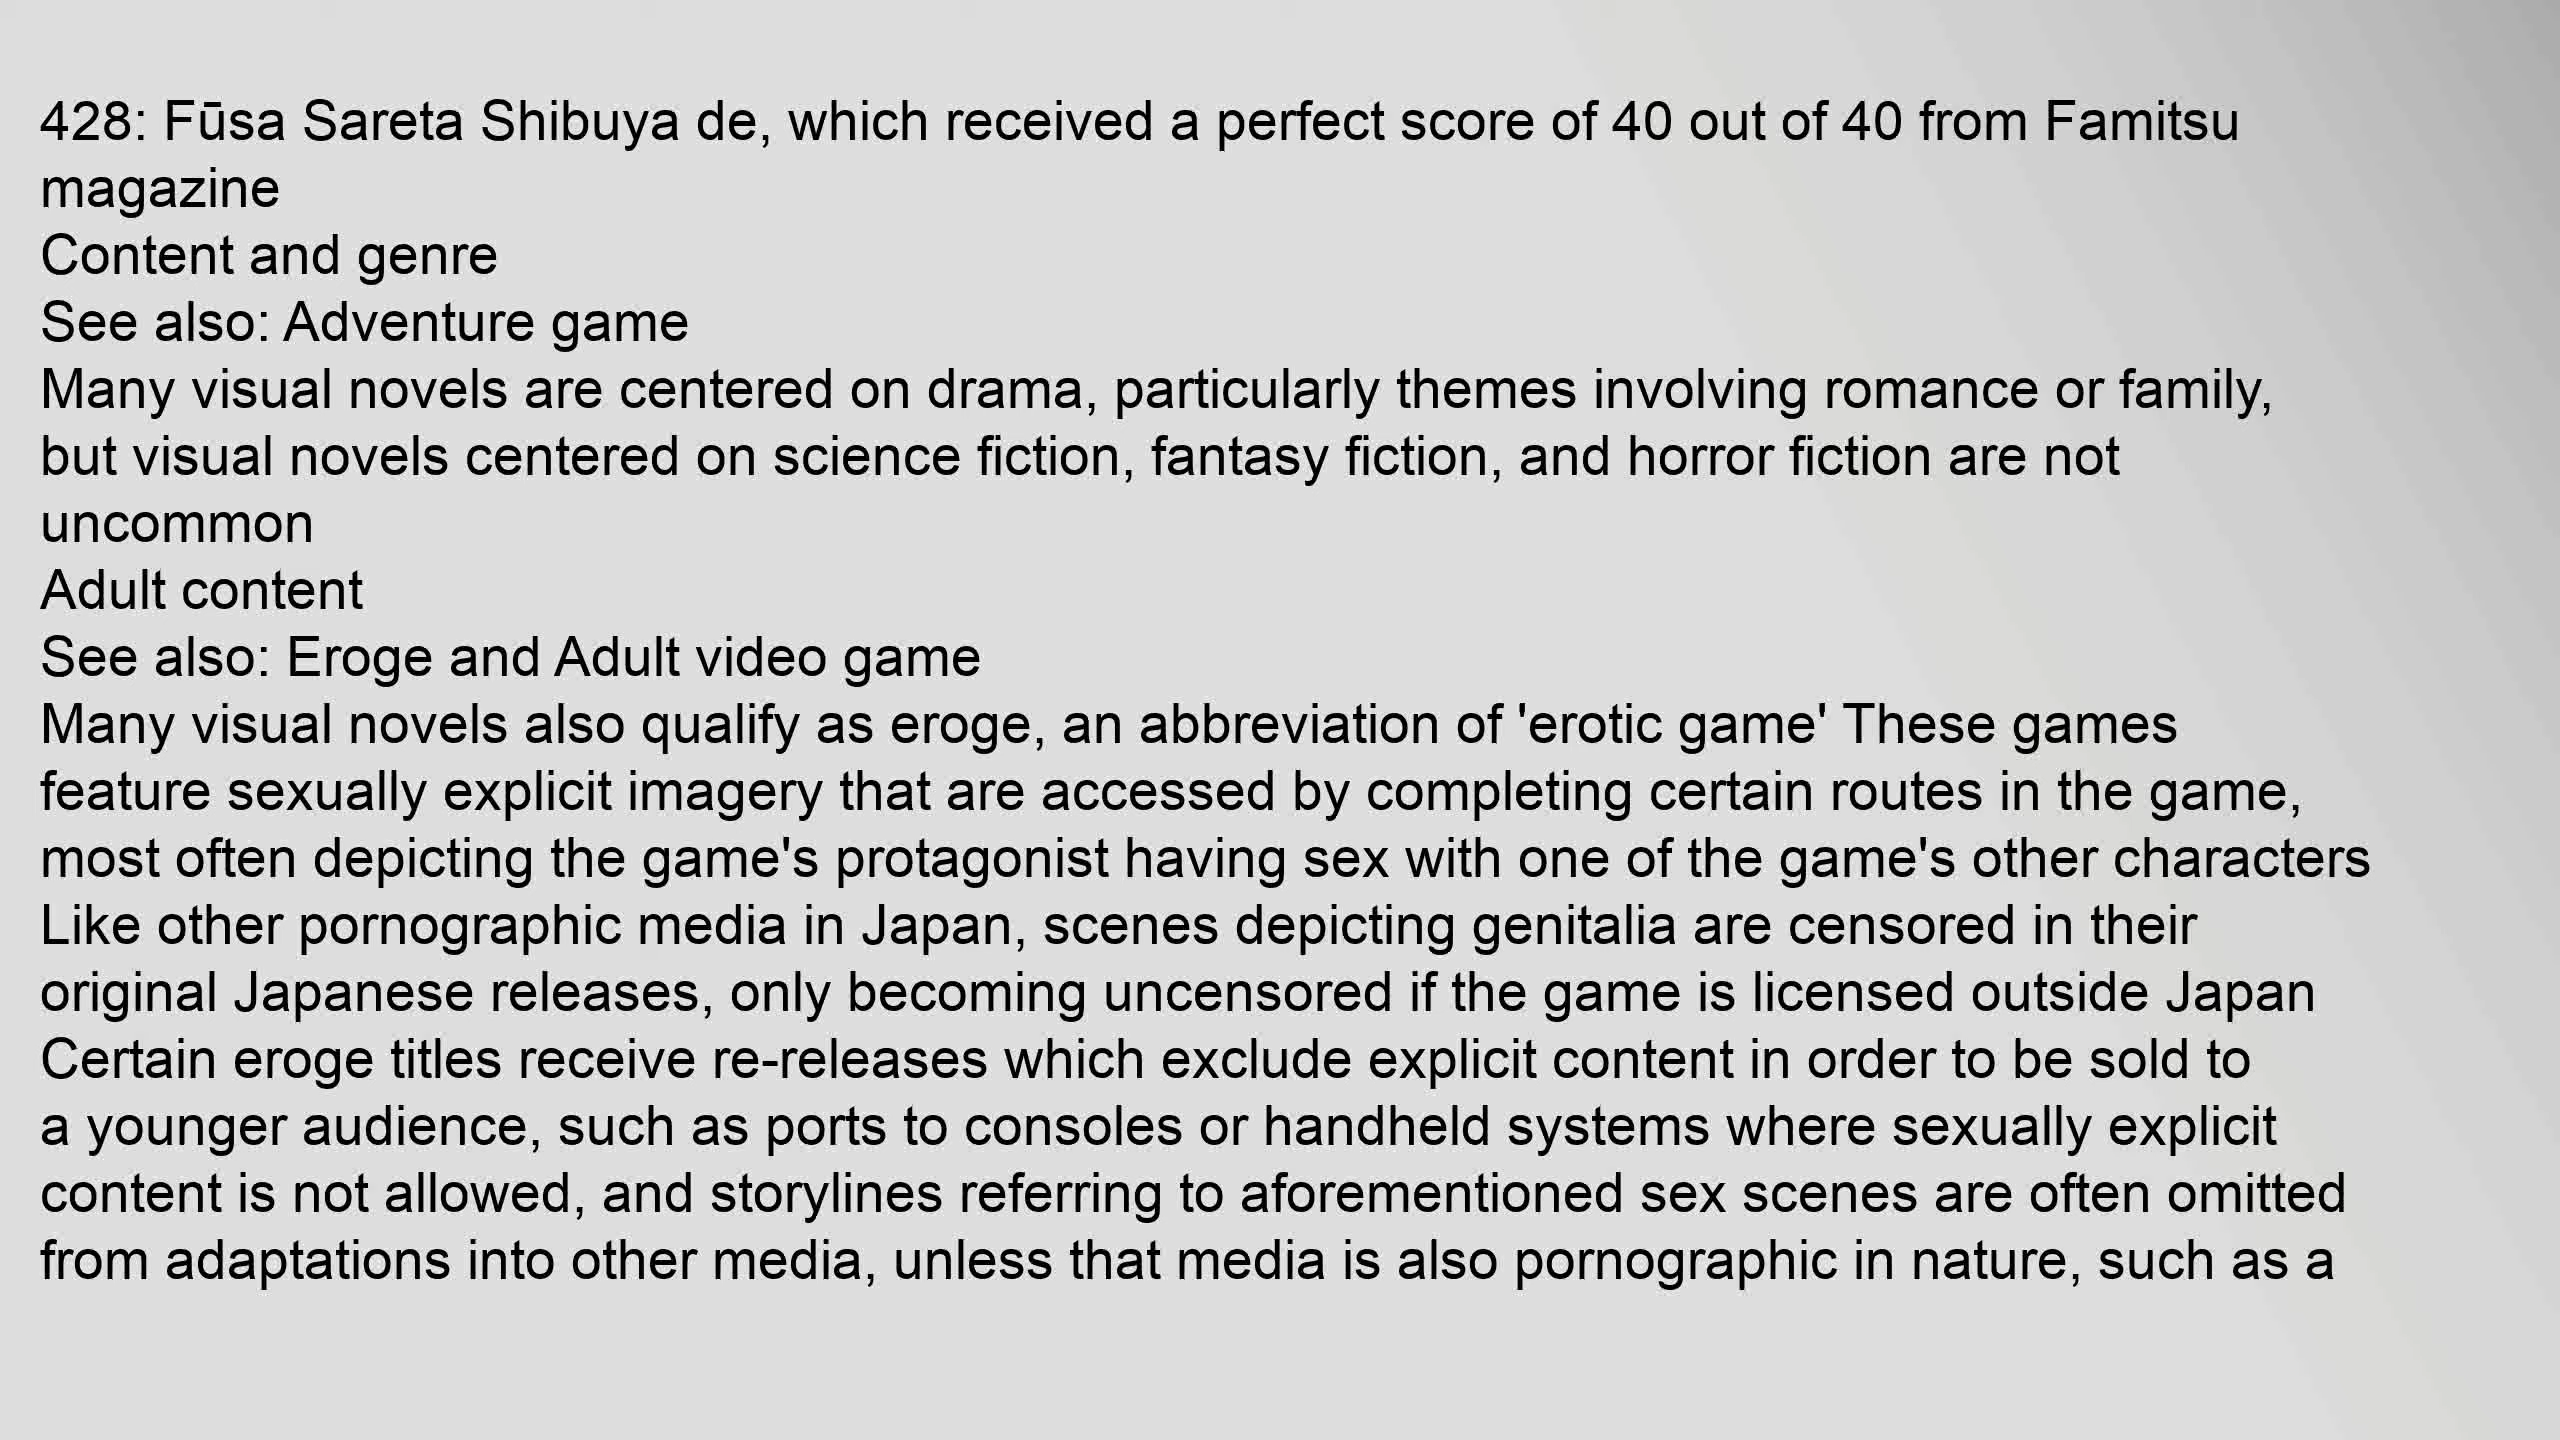 428: Fūsa Sareta Shibuya de, which received a perfect score of 40 out of 40 from Famitsu
magazine
Content and genre
See also: Adventure game
Many visual novels are centered on drama, particularly themes involving romance or family,
but visual novels centered on science fiction, fantasy fiction, and horror fiction are not
uncommon
Adult content
See also: Eroge and Adult video game
Many visual novels also qualify as eroge, an abbreviation of 'erotic game' These games
feature sexually explicit imagery that are accessed by completing certain routes in the game,
most often depicting the game's protagonist having sex with one of the game's other characters
Like other pornographic media in Japan, scenes depicting genitalia are censored in their
original Japanese releases, only becoming uncensored if the game is licensed outside Japan
Certain eroge titles receive re-releases which exclude explicit content in order to be sold to
a younger audience, such as ports to consoles or handheld systems where sexually explicit
content is not allowed, and storylines referring to aforementioned sex scenes are often omitted
from adaptations into other media, unless that media is also pornographic in nature, such as a